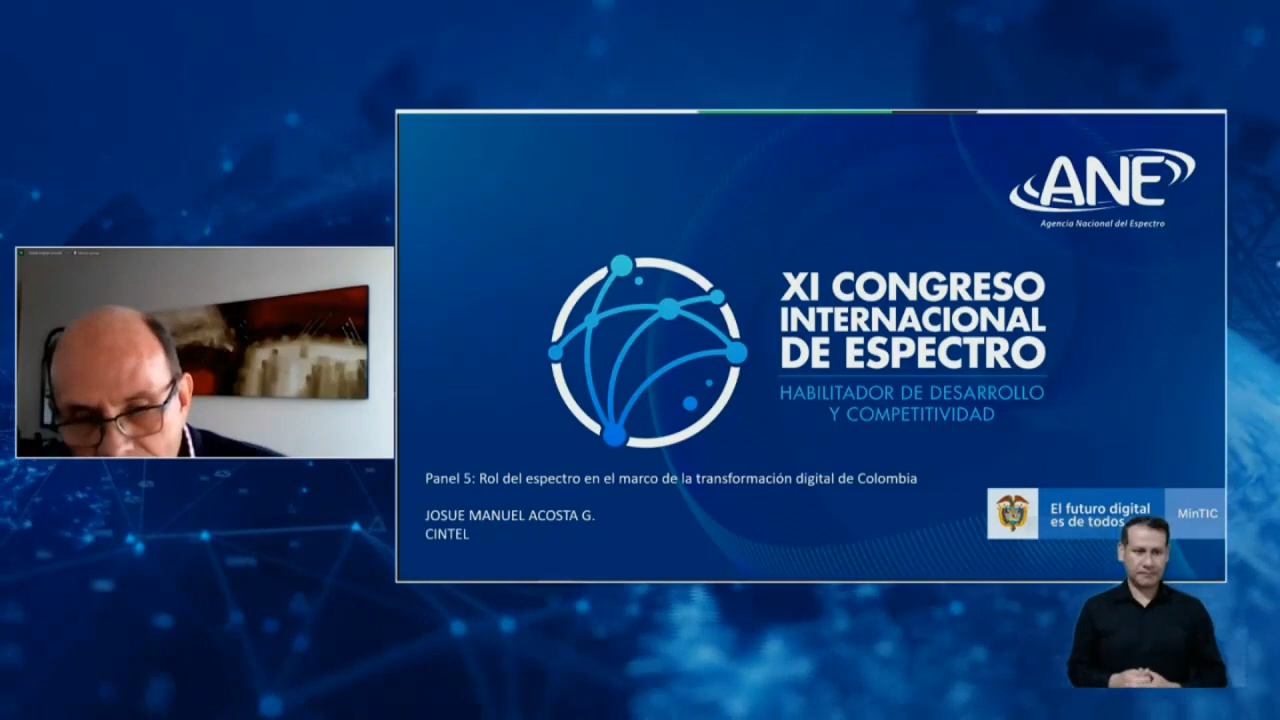 ANE
Agencia Nacional del Espectro
XI CONGRESO
INTERNACIONAL
DE ESPECTRO
HABILITADOR DE DESARROLLO
Y COMPETITIVIDAD
Panel 5: Rol del espectro en el marco de la transformación digital de Colombia
JOSUE MANUEL ACOSTA G.
CINTEL
El futuro digital
es de todos
MinTIC